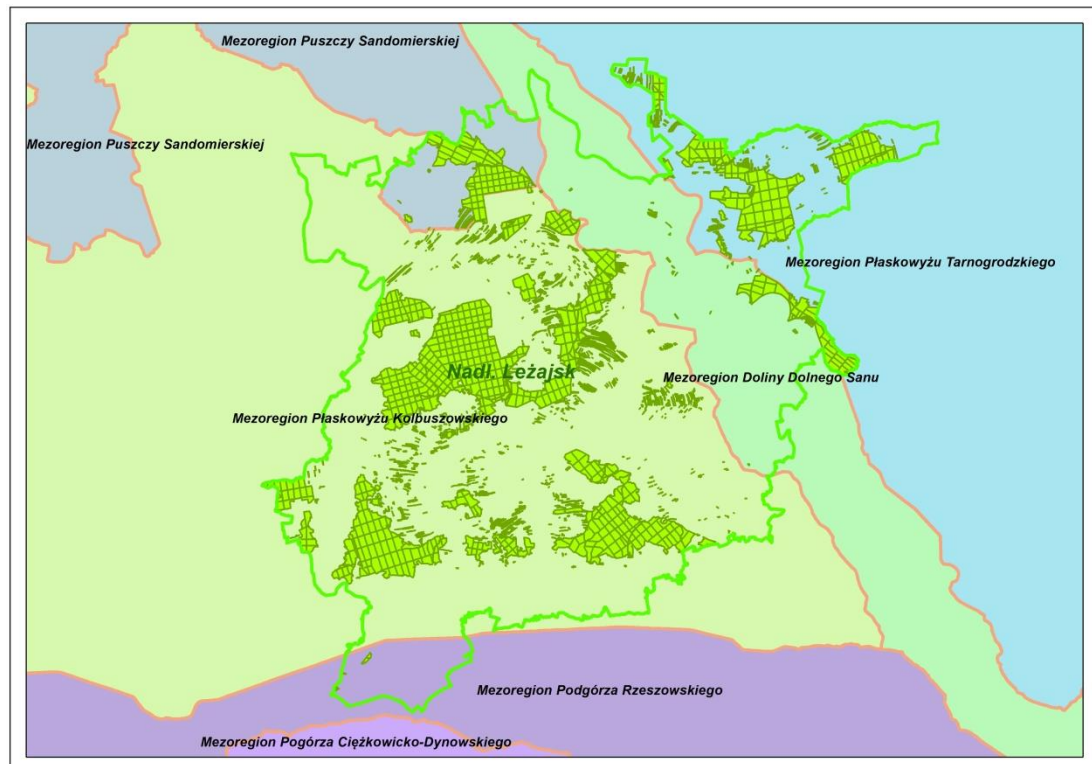 Mezoregion Puszczy Sandomierskiej
Mezoregion Puszczy Sandomierskiej
Mezoregion Płaskowyżu Tarnogrodzkiego
Nadl. Leżajsk
Mezoregion Doliny Dolnego Sanu
Mezoregion Płaskowyżu Kolbuszowskiego
Mezoregion Podgórza Rzeszowskiego
Mezoregion Pogórza Ciężkowicko-Dynowskiego